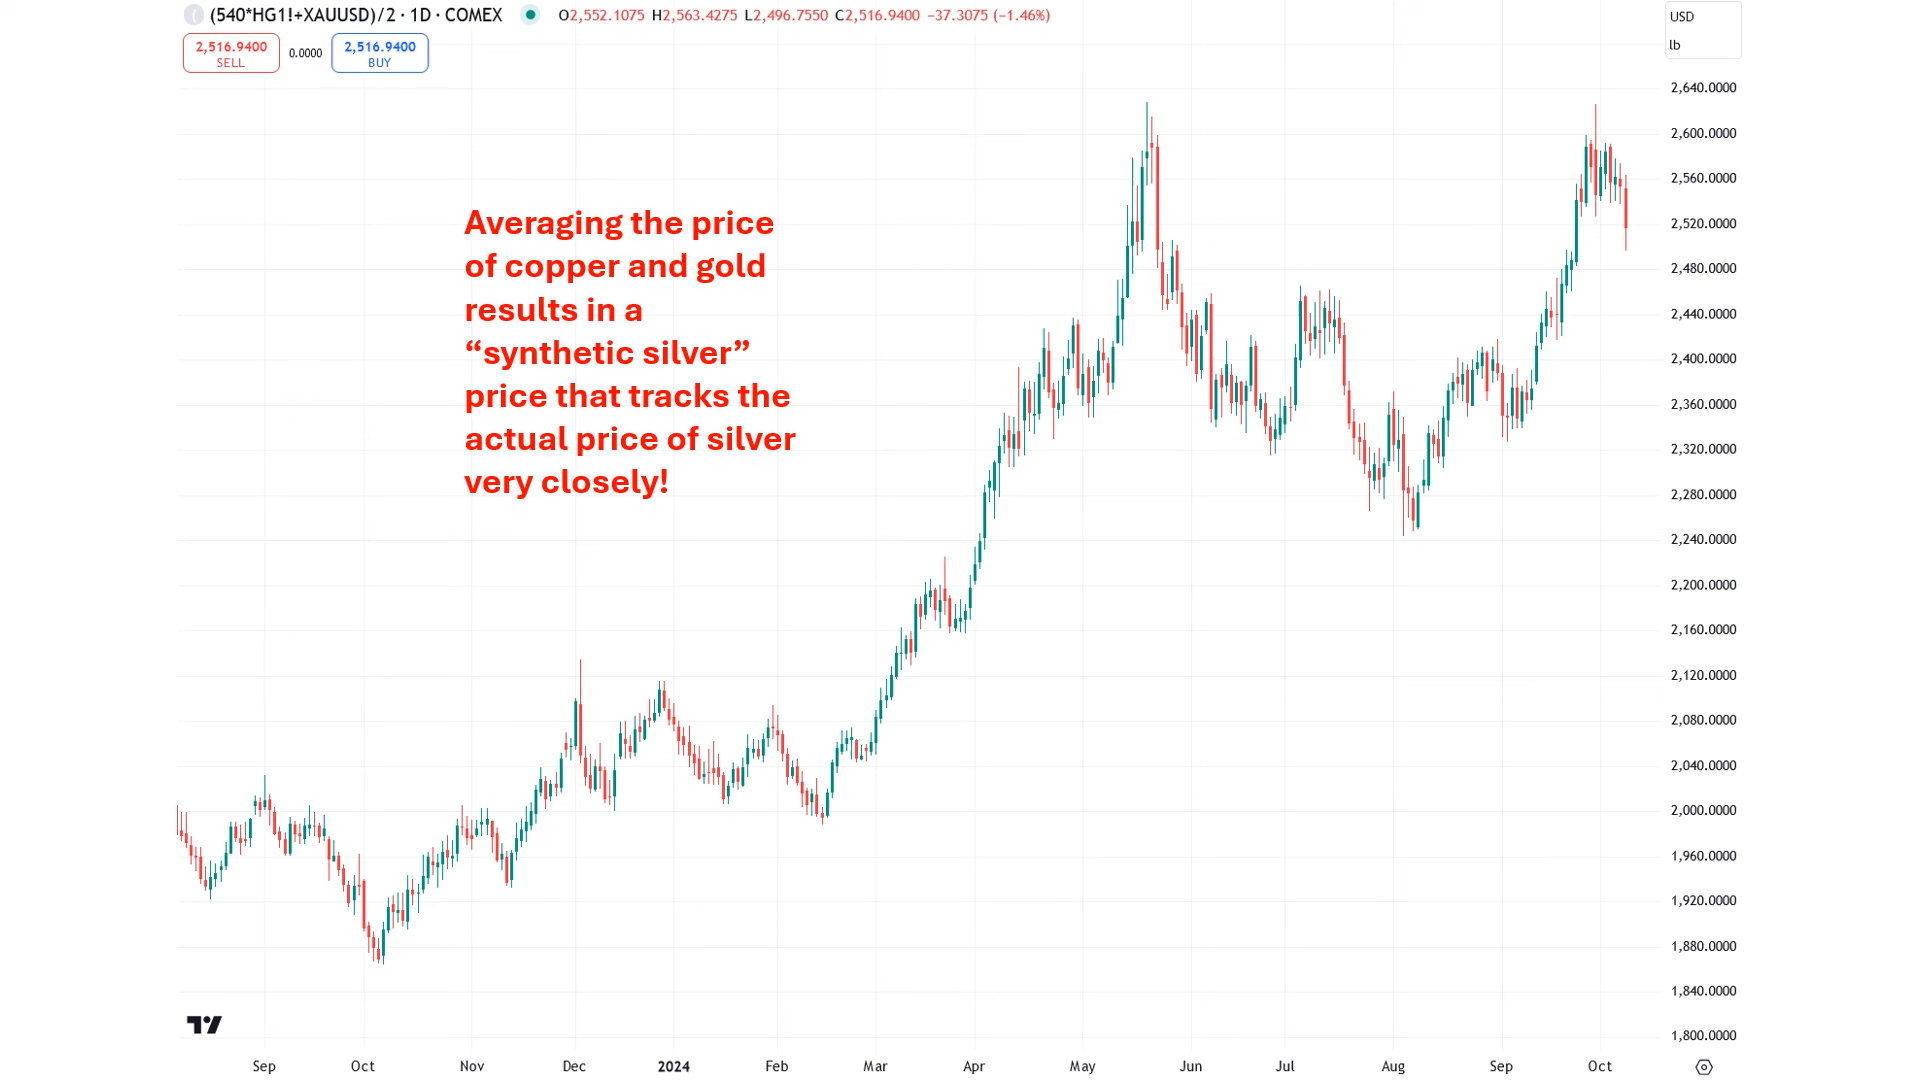 (540*HG1!+XAUUSD)/2 · 1D · COMEX O2,552.1075 H2,563.4275 L2,496.7550 C2,516.9400 −37.3075 (−1.46%)
USD
lb
2,516.9400
SELL
0.0000
2,516.9400
BUY
Averaging the price
of copper and gold
results in a
“synthetic silver”
price that tracks the
actual price of silver
very closely!
2,640.0000
2,600.0000
2,560.0000
2,520.0000
2,480.0000
2,440.0000
2,400.0000
2,360.0000
2,320.0000
2,280.0000
2,240.0000
2,200.0000
2,160.0000
2,120.0000
2,080.0000
2,040.0000
2,000.0000
1,960.0000
1,920.0000
1,880.0000
1,840.0000
1,800.0000
Sep Oct Nov Dec 2024 Feb Mar Apr May Jun Jul Aug Sep Oct